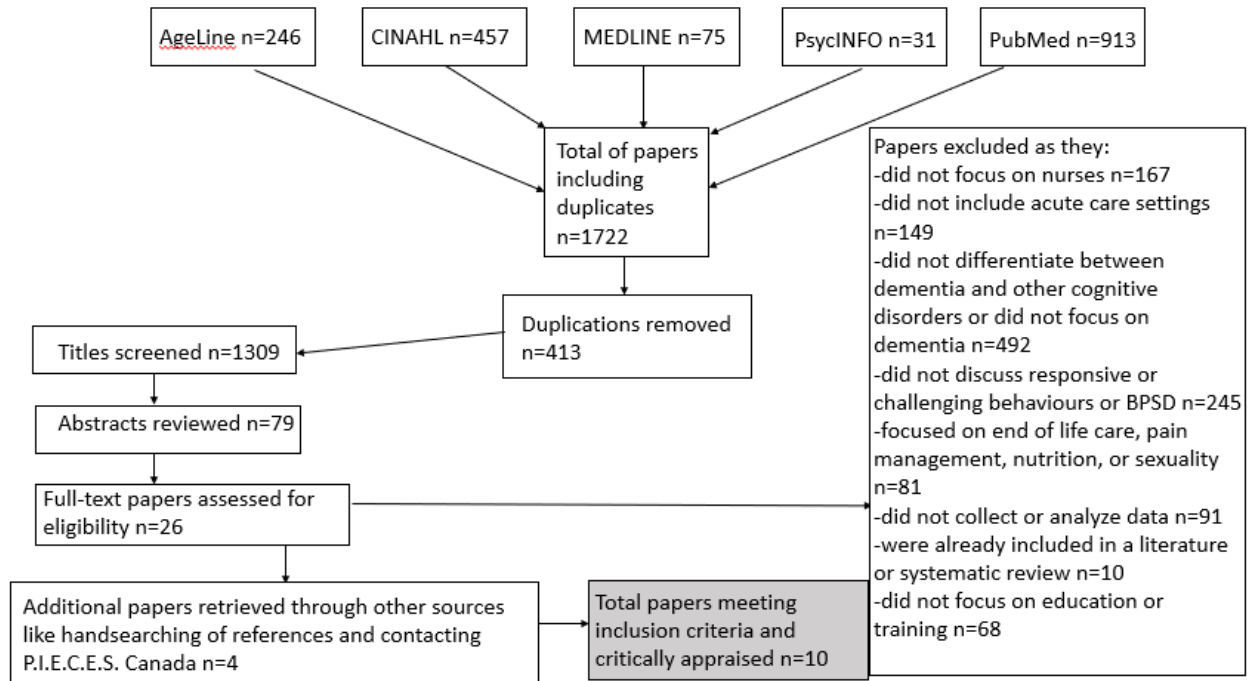 AgeLine n=246
CINAHL n=457
MEDLINE n=75
PsycINFO n=31
PubMed n=913
Total of papers
including
duplicates
n=1722
Duplications removed
n=413
Titles screened n=1309
Abstracts reviewed n=79
Full-text papers assessed for
eligibility n=26
Papers excluded as they:
-did not focus on nurses n=167
-did not include acute care settings
n=149
-did not differentiate between
dementia and other cognitive
disorders or did not focus on
dementia n=492
-did not discuss responsive or
challenging behaviours or BPSD n=245
-focused on end of life care, pain
management, nutrition, or sexuality
n=81
-did not collect or analyze data n=91
-were already included in a literature
or systematic review n=10
-did not focus on education or
training n=68
Additional papers retrieved through other sources
like handsearching of references and contacting
P.I.E.C.E.S. Canada n=4
Total papers meeting
inclusion criteria and
critically appraised n=10